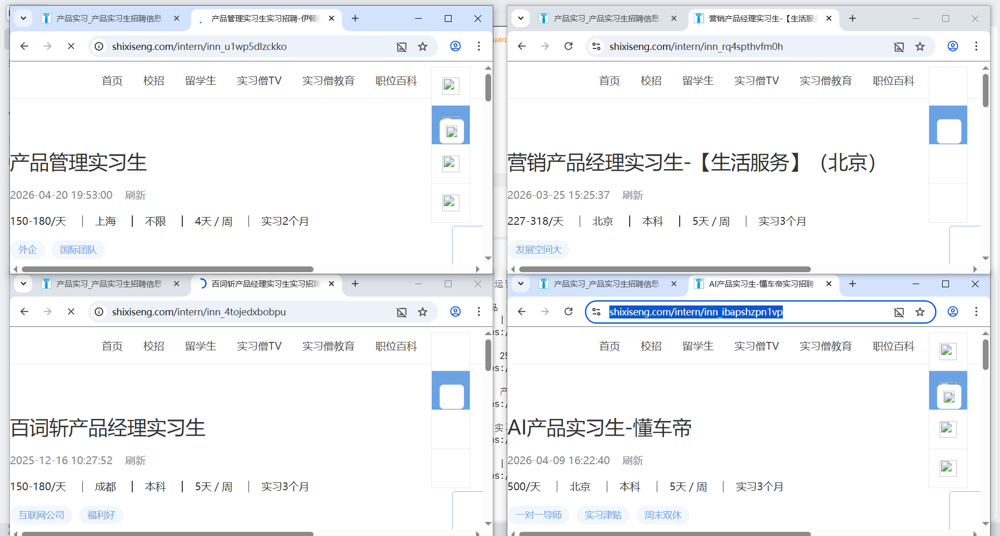 产品实习_产品实习生招聘信息
产品管理实习生实习招聘-伊顿
shixiseng.com/intern/inn_u1wp5dlzckko
首页 校招 留学生 实习僧TV 实习僧教育 职位百科
产品管理实习生
2026-04-20 19:53:00 刷新
150-180/天 | 上海 | 不限 | 4天 / 周 | 实习2个月
外企 国际团队
产品实习_产品实习生招聘信息
营销产品经理实习生-【生活服务
shixiseng.com/intern/inn_rq4spthvfm0h
首页 校招 留学生 实习僧TV 实习僧教育 职位百科
营销产品经理实习生-【生活服务】（北京）
2026-03-25 15:25:37 刷新
227-318/天 | 北京 | 本科 | 5天 / 周 | 实习3个月
发展空间大
产品实习_产品实习生招聘信息
百词斩产品经理实习生实习招聘
shixiseng.com/intern/inn_4tojedxbobpu
首页 校招 留学生 实习僧TV 实习僧教育 职位百科
百词斩产品经理实习生
2025-12-16 10:27:52 刷新
150-180/天 | 成都 | 本科 | 5天 / 周 | 实习3个月
互联网公司 福利好
产品实习_产品实习生招聘信息
AI产品实习生-懂车帝实习招聘-
shixiseng.com/intern/inn_ibapshzpn1vp
首页 校招 留学生 实习僧TV 实习僧教育 职位百科
AI产品实习生-懂车帝
2026-04-09 16:22:40 刷新
500/天 | 北京 | 本科 | 5天 / 周 | 实习3个月
一对一导师 实习津贴 周末双休